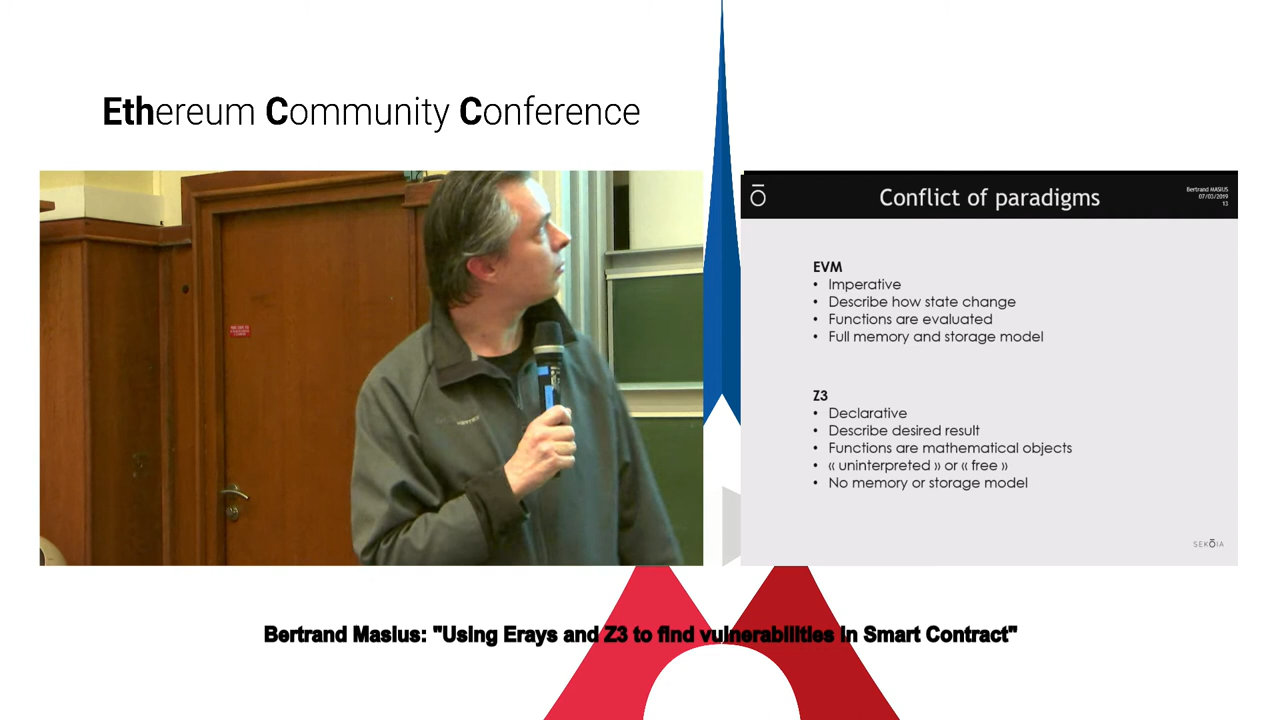 Ethereum Community Conference
Conflict of paradigms
Bertrand MASIUS
07/03/2019
13
EVM
• Imperative
• Describe how state change
• Functions are evaluated
• Full memory and storage model
Z3
• Declarative
• Describe desired result
• Functions are mathematical objects
• « uninterpreted » or « free »
• No memory or storage model
SEKŌIA
Bertrand Masius: "Using Erays and Z3 to find vulnerabilities in Smart Contract"